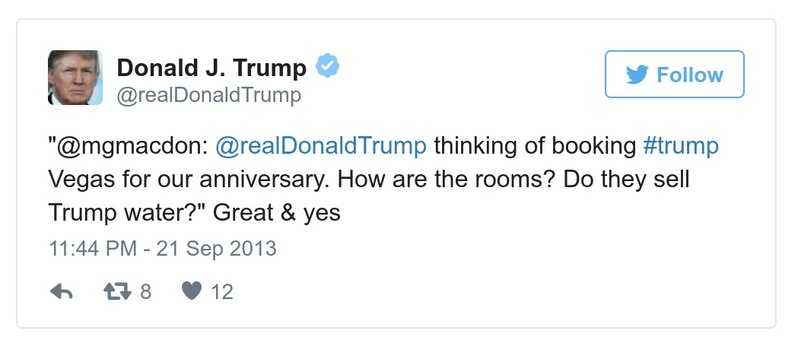 Donald J. Trump
@realDonaldTrump
Follow
"@mgmacdon: @realDonaldTrump thinking of booking #trump
Vegas for our anniversary. How are the rooms? Do they sell
Trump water?" Great & yes
11:44 PM - 21 Sep 2013
8 12